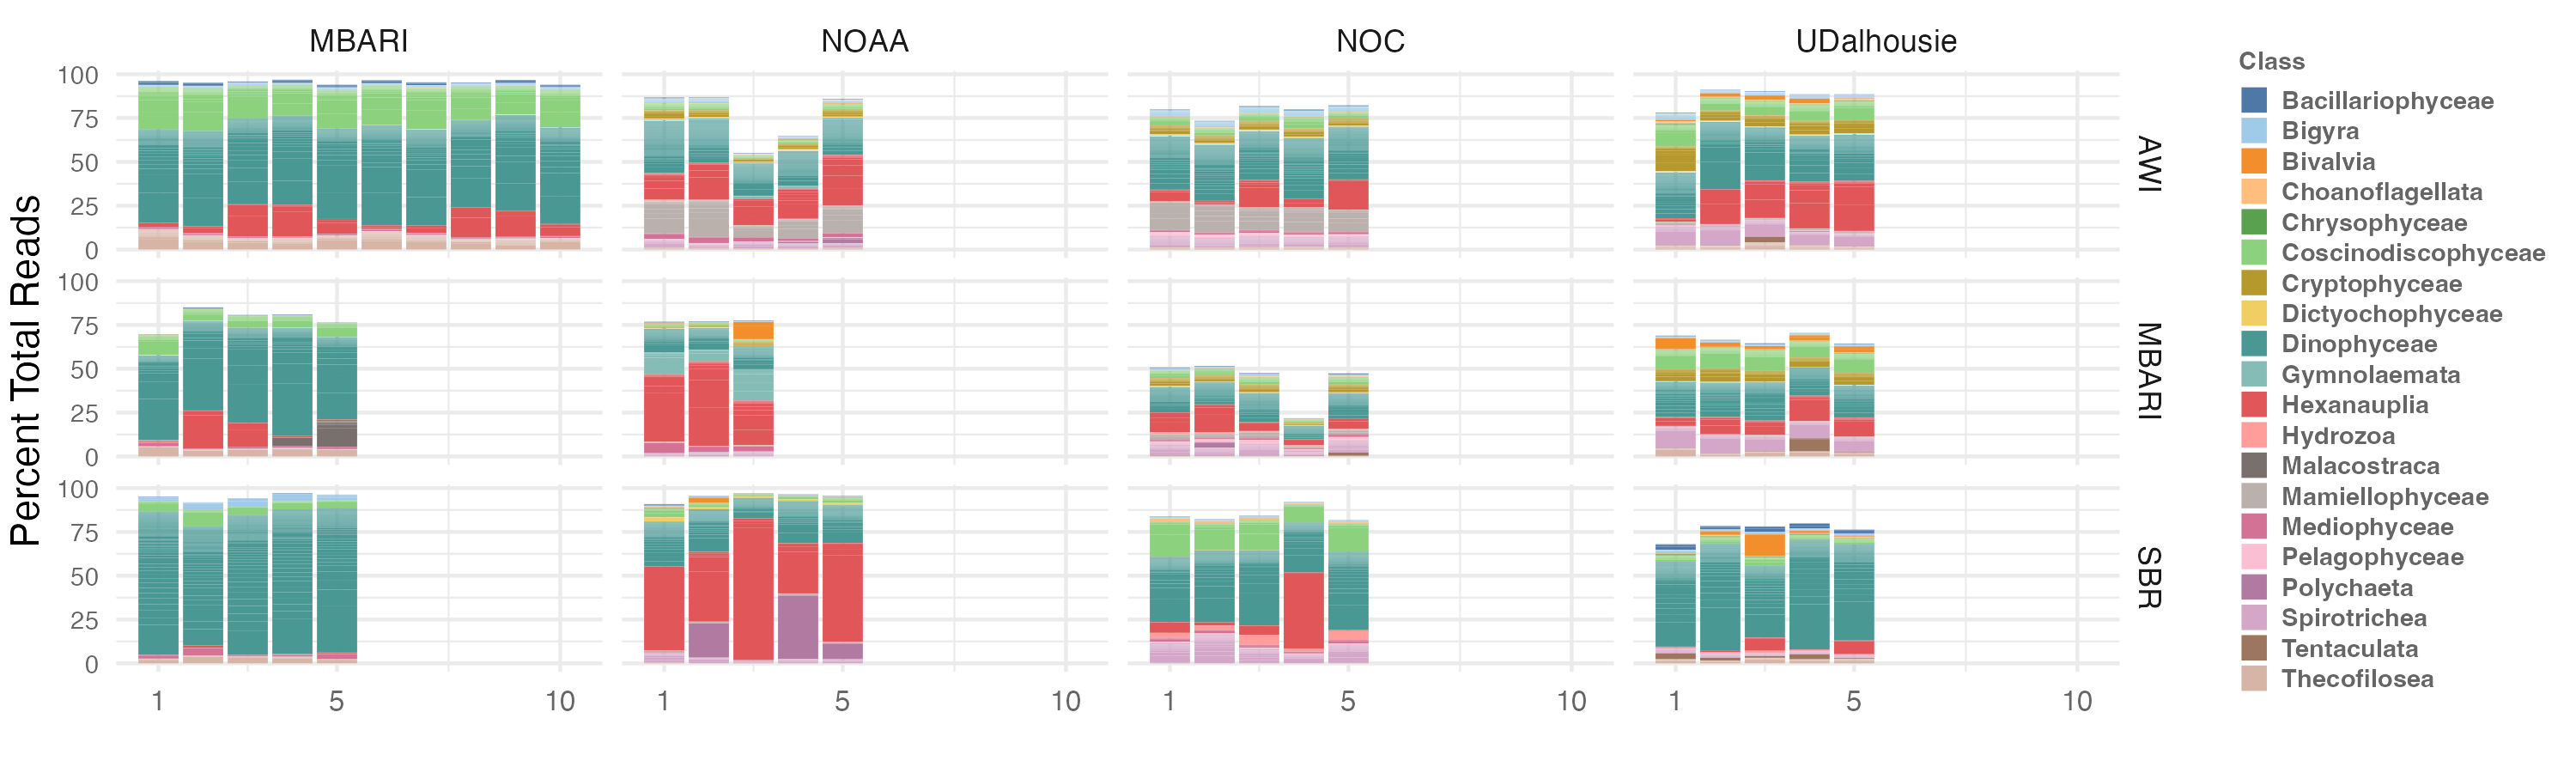 MBARI NOAA NOC UDalhousie
Percent Total Reads
100
75
50
25
0
AWI
100
75
50
25
0
MBARI
100
75
50
25
0
SBR
1 5 10 1 5 10 1 5 10 1 5 10
Class
Bacillariophyceae
Bigyra
Bivalvia
Choanoflagellata
Chrysophyceae
Coscinodiscophyceae
Cryptophyceae
Dictyochophyceae
Dinophyceae
Gymnolaemata
Hexanauplia
Hydrozoa
Malacostraca
Mamiellophyceae
Mediophyceae
Pelagophyceae
Polychaeta
Spirotrichea
Tentaculata
Thecofilosea